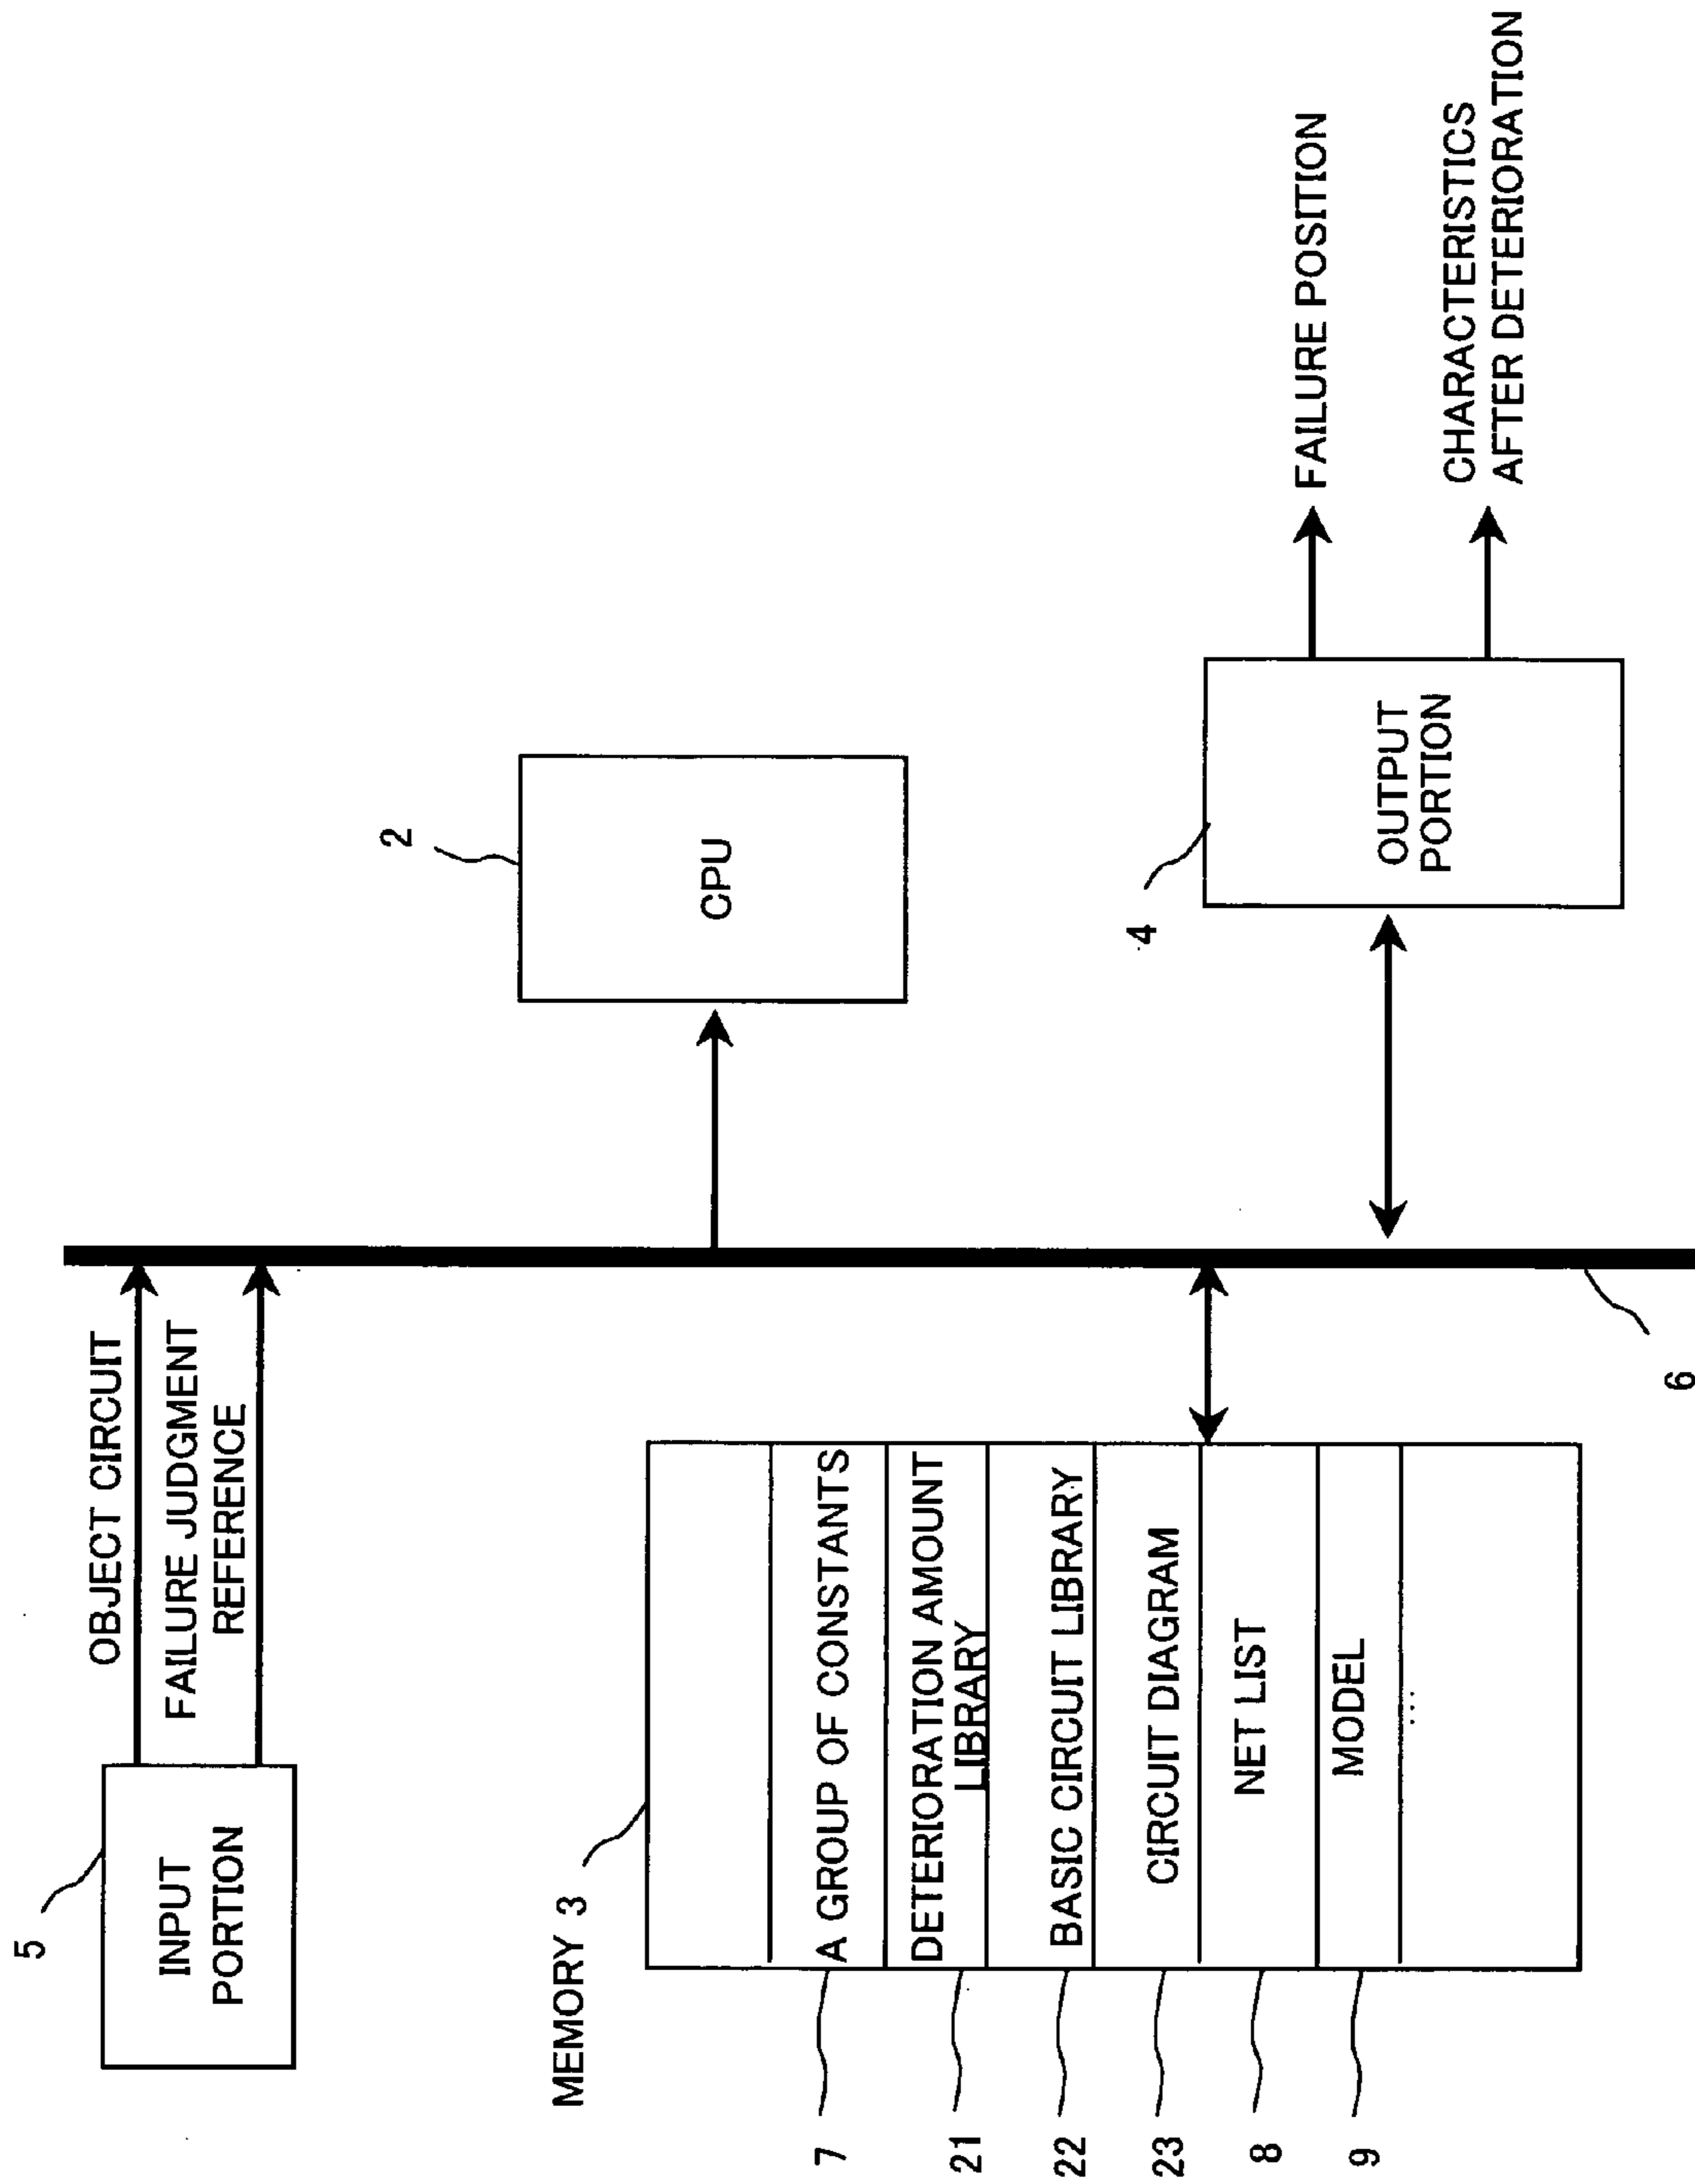 5
INPUT
PORTION
OBJECT CIRCUIT
FAILURE JUDGMENT
REFERENCE
2
CPU
MEMORY 3
7
A GROUP OF CONSTANTS
21
DETERIORATION AMOUNT
LIBRARY
22
BASIC CIRCUIT LIBRARY
23
CIRCUIT DIAGRAM
8
NET LIST
9
MODEL
...
6
4
OUTPUT
PORTION
FAILURE POSITION
CHARACTERISTICS
AFTER DETERIORATION